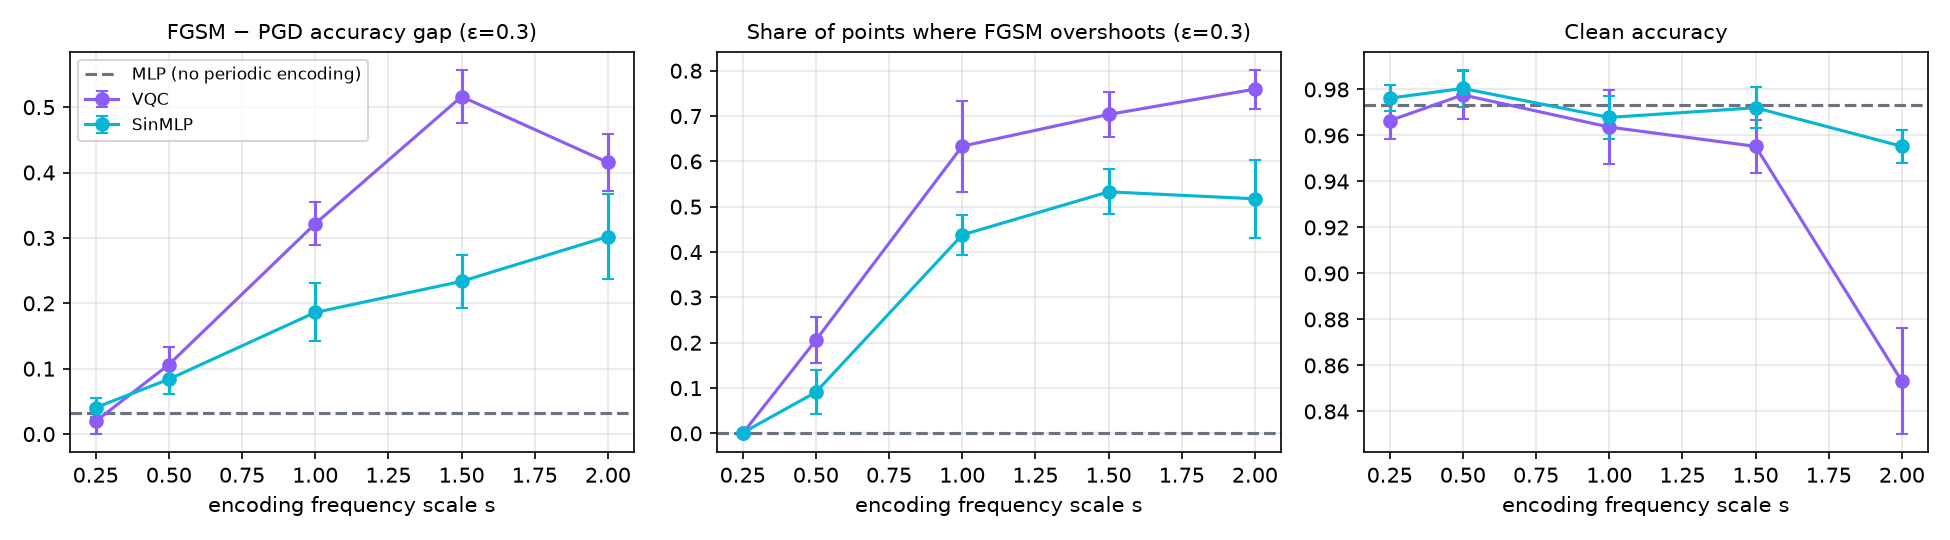 FGSM − PGD accuracy gap (ε=0.3)
MLP (no periodic encoding)
VQC
SinMLP
0.5
0.4
0.3
0.2
0.1
0.0
0.25 0.50 0.75 1.00 1.25 1.50 1.75 2.00
encoding frequency scale s
Share of points where FGSM overshoots (ε=0.3)
0.8
0.7
0.6
0.5
0.4
0.3
0.2
0.1
0.0
0.25 0.50 0.75 1.00 1.25 1.50 1.75 2.00
encoding frequency scale s
Clean accuracy
0.98
0.96
0.94
0.92
0.90
0.88
0.86
0.84
0.25 0.50 0.75 1.00 1.25 1.50 1.75 2.00
encoding frequency scale s